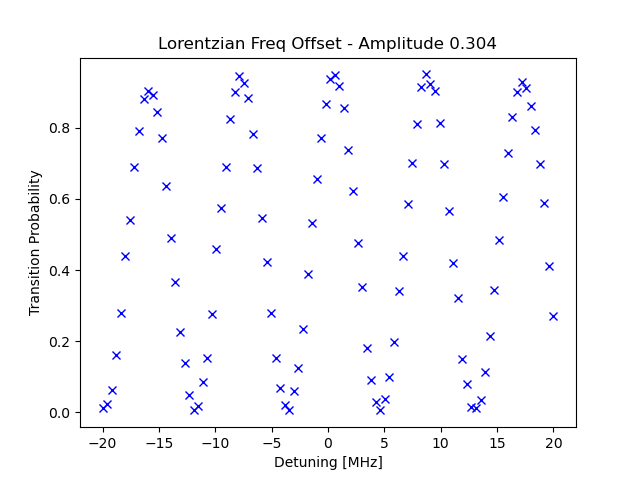 Lorentzian Freq Offset - Amplitude 0.304
Transition Probability
0.8
0.6
0.4
0.2
0.0
−20 −15 −10 −5 0 5 10 15 20
Detuning [MHz]